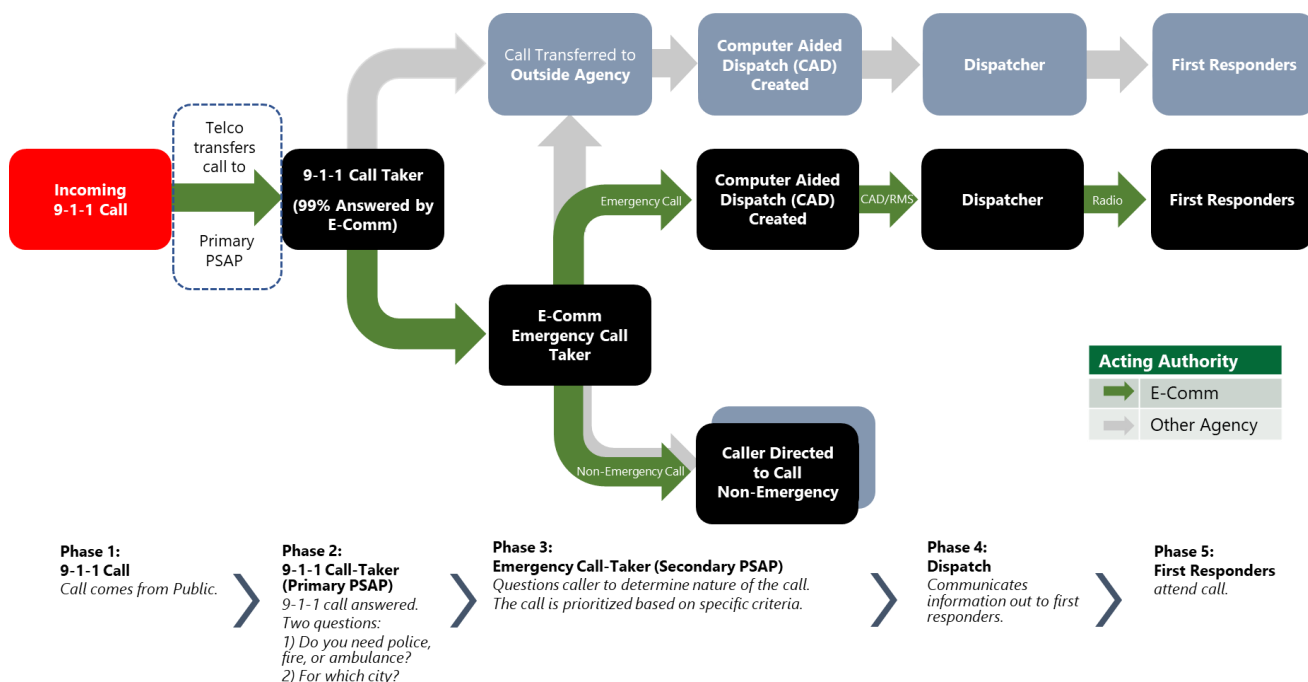 Call Transferred to
Outside Agency
Computer Aided
Dispatch (CAD)
Created
Dispatcher
First Responders
Incoming
9-1-1 Call
Telco
transfers
call to
Primary
PSAP
9-1-1 Call Taker
(99% Answered by
E-Comm)
Emergency Call
Computer Aided
Dispatch (CAD)
Created
CAD/RMS
Dispatcher
Radio
First Responders
E-Comm
Emergency Call
Taker
Non-Emergency Call
Caller Directed
to Call
Non-Emergency
Acting Authority
E-Comm
Other Agency
Phase 1:
9-1-1 Call
Call comes from Public.
Phase 2:
9-1-1 Call-Taker
(Primary PSAP)
9-1-1 call answered.
Two questions:
1) Do you need police,
fire, or ambulance?
2) For which city?
Phase 3:
Emergency Call-Taker (Secondary PSAP)
Questions caller to determine nature of the call.
The call is prioritized based on specific criteria.
Phase 4:
Dispatch
Communicates
information out to first
responders.
Phase 5:
First Responders
attend call.